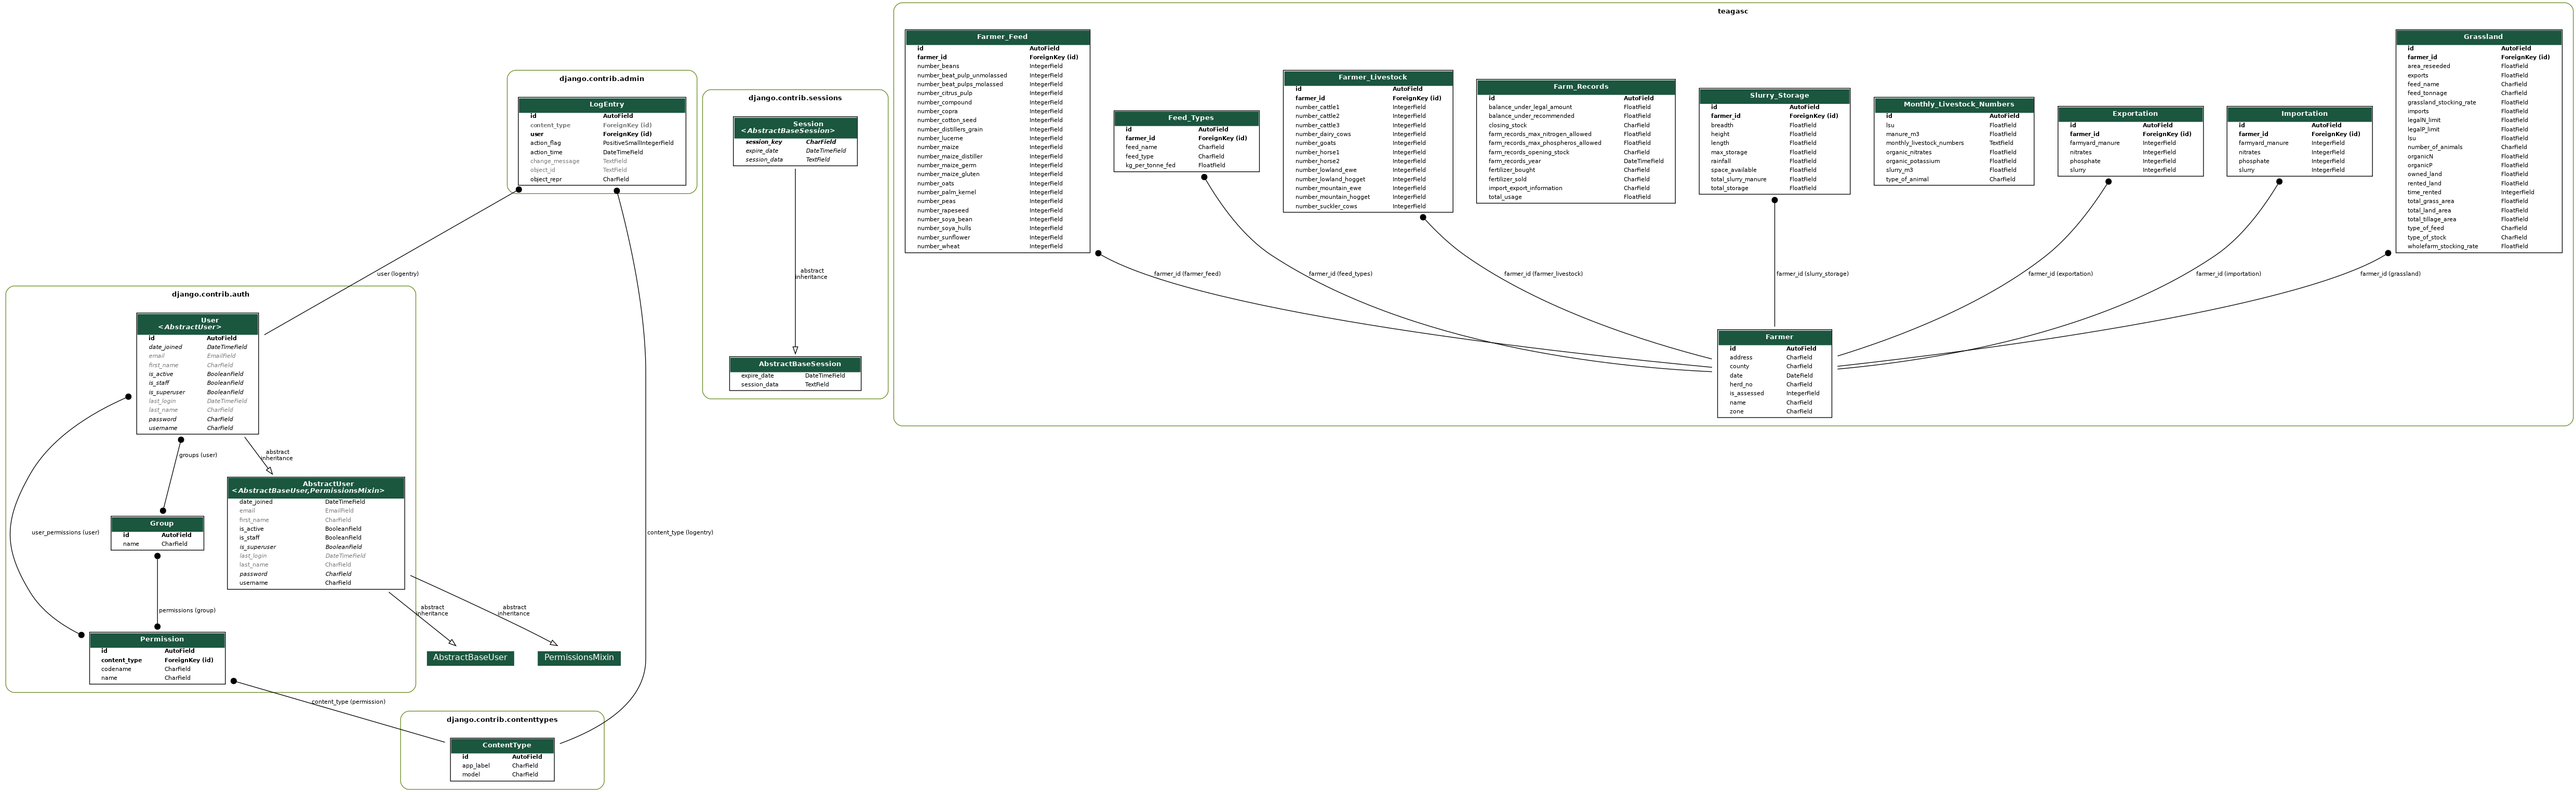 teagasc
Farmer_Feed
id AutoField
farmer_id ForeignKey (id)
number_beans IntegerField
number_beat_pulp_unmolassed IntegerField
number_beat_pulps_molassed IntegerField
number_citrus_pulp IntegerField
number_compound IntegerField
number_copra IntegerField
number_cotton_seed IntegerField
number_distillers_grain IntegerField
number_lucerne IntegerField
number_maize IntegerField
number_maize_distiller IntegerField
number_maize_germ IntegerField
number_maize_gluten IntegerField
number_oats IntegerField
number_palm_kernel IntegerField
number_peas IntegerField
number_rapeseed IntegerField
number_soya_bean IntegerField
number_soya_hulls IntegerField
number_sunflower IntegerField
number_wheat IntegerField
Feed_Types
id AutoField
farmer_id ForeignKey (id)
feed_name CharField
feed_type CharField
kg_per_tonne_fed FloatField
Farmer_Livestock
id AutoField
farmer_id ForeignKey (id)
number_cattle1 IntegerField
number_cattle2 IntegerField
number_cattle3 IntegerField
number_dairy_cows IntegerField
number_goats IntegerField
number_horse1 IntegerField
number_horse2 IntegerField
number_lowland_ewe IntegerField
number_lowland_hogget IntegerField
number_mountain_ewe IntegerField
number_mountain_hogget IntegerField
number_suckler_cows IntegerField
Farm_Records
id AutoField
balance_under_legal_amount FloatField
balance_under_recommended FloatField
closing_stock CharField
farm_records_max_nitrogen_allowed FloatField
farm_records_max_phospheros_allowed FloatField
farm_records_opening_stock CharField
farm_records_year DateTimeField
fertilizer_bought CharField
fertilizer_sold CharField
import_export_information CharField
total_usage FloatField
Slurry_Storage
id AutoField
farmer_id ForeignKey (id)
breadth FloatField
height FloatField
length FloatField
max_storage FloatField
rainfall FloatField
space_available FloatField
total_slurry_manure FloatField
total_storage FloatField
Monthly_Livestock_Numbers
id AutoField
lsu FloatField
manure_m3 FloatField
monthly_livestock_numbers TextField
organic_nitrates FloatField
organic_potassium FloatField
slurry_m3 FloatField
type_of_animal CharField
Exportation
id AutoField
farmer_id ForeignKey (id)
farmyard_manure IntegerField
nitrates IntegerField
phosphate IntegerField
slurry IntegerField
Importation
id AutoField
farmer_id ForeignKey (id)
farmyard_manure IntegerField
nitrates IntegerField
phosphate IntegerField
slurry IntegerField
Grassland
id AutoField
farmer_id ForeignKey (id)
area_reseeded FloatField
exports FloatField
feed_name CharField
feed_tonnage CharField
grassland_stocking_rate FloatField
imports FloatField
legalN_limit FloatField
legalP_limit FloatField
lsu FloatField
number_of_animals CharField
organicN FloatField
organicP FloatField
owned_land FloatField
rented_land FloatField
time_rented IntegerField
total_grass_area FloatField
total_land_area FloatField
total_tillage_area FloatField
type_of_feed CharField
type_of_stock CharField
wholefarm_stocking_rate FloatField
farmer_id (farmer_feed)
farmer_id (feed_types)
farmer_id (farmer_livestock)
farmer_id (slurry_storage)
farmer_id (exportation)
farmer_id (importation)
farmer_id (grassland)
Farmer
id AutoField
address CharField
county CharField
date DateField
herd_no CharField
is_assessed IntegerField
name CharField
zone CharField
django.contrib.admin
LogEntry
id AutoField
content_type ForeignKey (id)
user ForeignKey (id)
action_flag PositiveSmallIntegerField
action_time DateTimeField
change_message TextField
object_id TextField
object_repr CharField
user (logentry)
content_type (logentry)
django.contrib.sessions
Session
<AbstractBaseSession>
session_key CharField
expire_date DateTimeField
session_data TextField
abstract
inheritance
AbstractBaseSession
expire_date DateTimeField
session_data TextField
django.contrib.auth
User
<AbstractUser>
id AutoField
date_joined DateTimeField
email EmailField
first_name CharField
is_active BooleanField
is_staff BooleanField
is_superuser BooleanField
last_login DateTimeField
last_name CharField
password CharField
username CharField
groups (user)
abstract
inheritance
AbstractUser
<AbstractBaseUser,PermissionsMixin>
date_joined DateTimeField
email EmailField
first_name CharField
is_active BooleanField
is_staff BooleanField
is_superuser BooleanField
last_login DateTimeField
last_name CharField
password CharField
username CharField
Group
id AutoField
name CharField
user_permissions (user)
permissions (group)
abstract
inheritance
abstract
inheritance
Permission
id AutoField
content_type ForeignKey (id)
codename CharField
name CharField
AbstractBaseUser
PermissionsMixin
content_type (permission)
django.contrib.contenttypes
ContentType
id AutoField
app_label CharField
model CharField